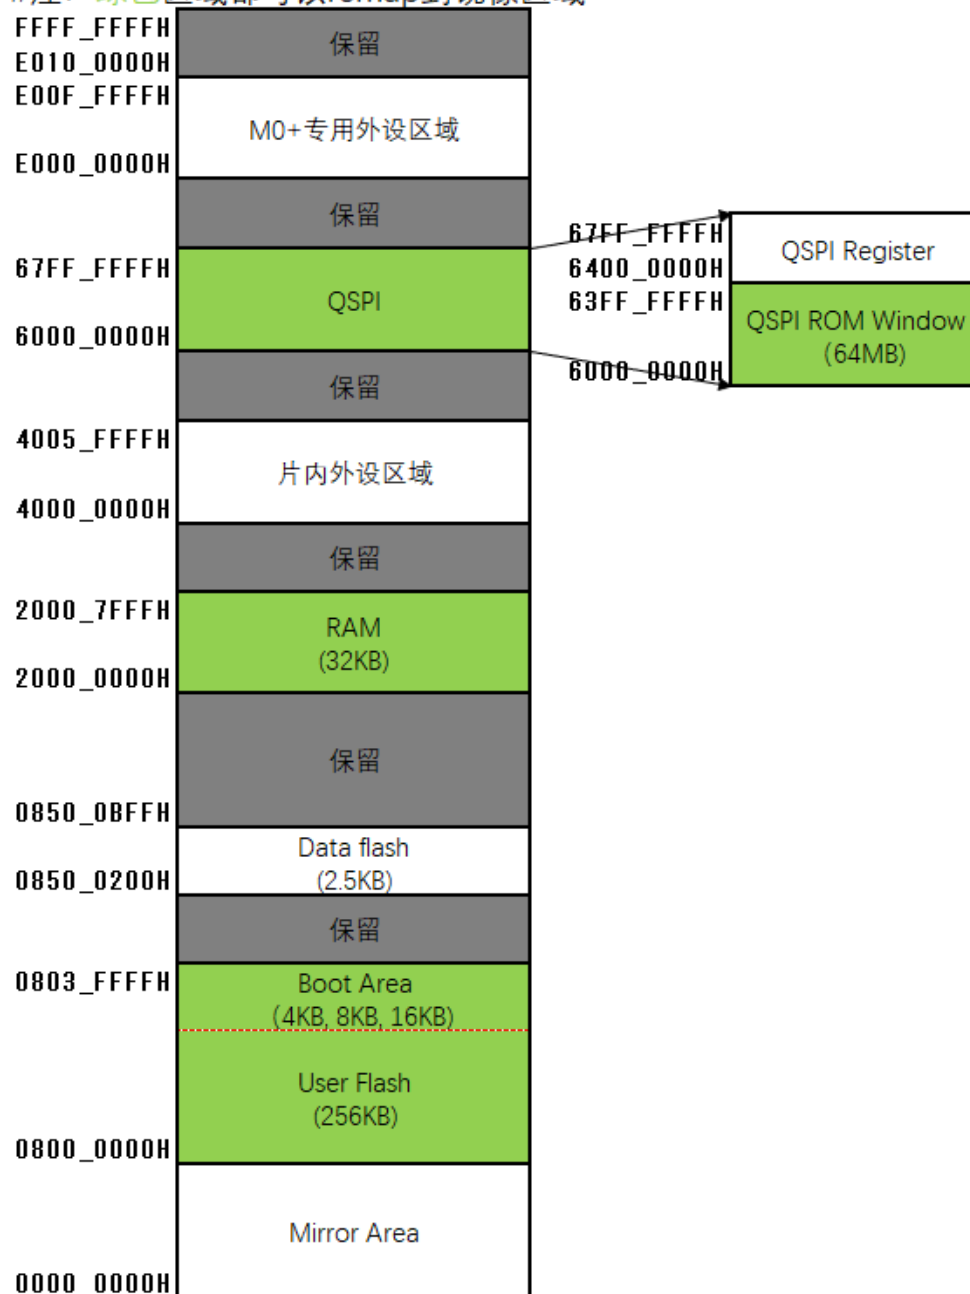 FFFF_FFFFH
保留
E010_0000H
E00F_FFFFH
M0+专用外设区域
E000_0000H
保留
67FF_FFFFH
QSPI
6000_0000H
67FF_FFFFH
QSPI Register
6400_0000H
63FF_FFFFH
QSPI ROM Window
(64MB)
6000_0000H
保留
4005_FFFFH
片内外设区域
4000_0000H
保留
2000_7FFFH
RAM
(32KB)
2000_0000H
保留
0850_0BFFH
Data flash
(2.5KB)
0850_0200H
保留
0803_FFFFH
Boot Area
(4KB, 8KB, 16KB)
User Flash
(256KB)
0800_0000H
Mirror Area
0000 0000H